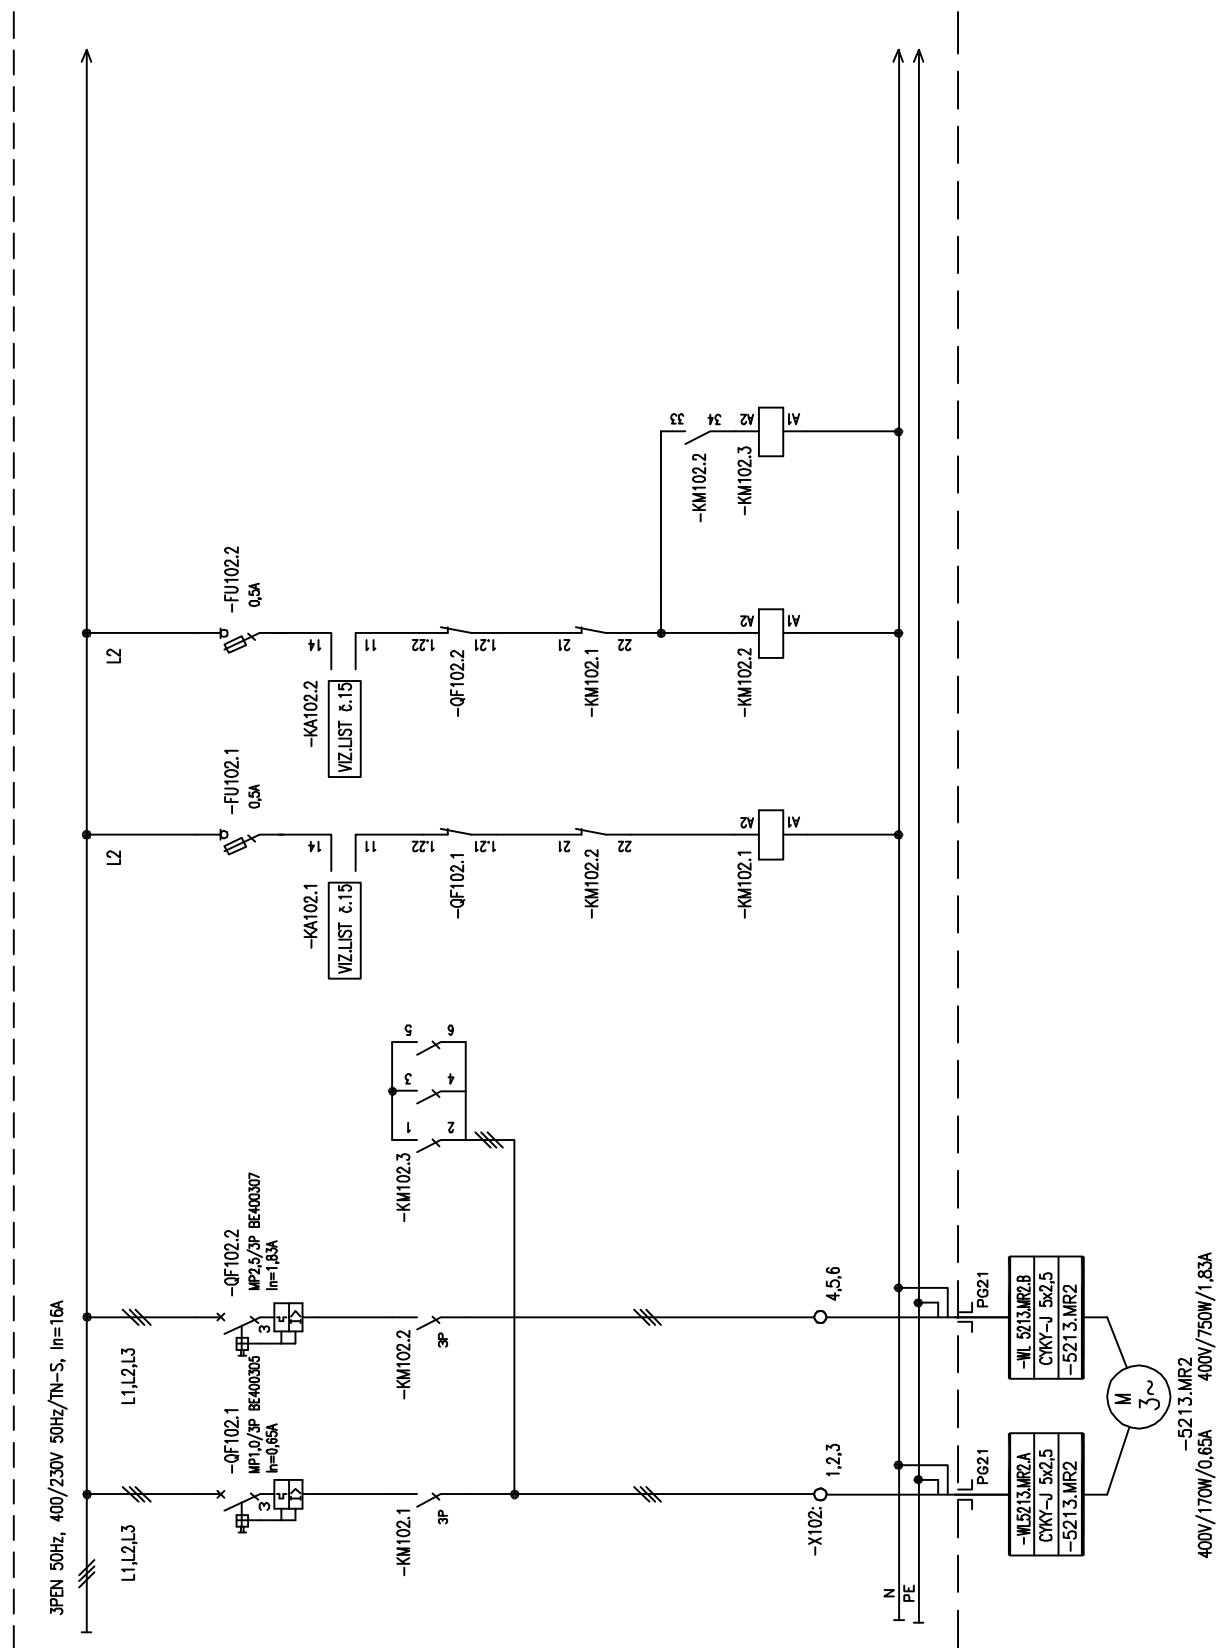 3PEN 50Hz, 400/230V 50Hz/TN-S, In=16A
L1,L2,L3
-QF102.1
MP1,0/3P BE400305
In=0,65A
3
-KM102.1
3P
-X102:
1,2,3
N
PE
PG21
-WL5213.MR2.A
CYKY-J 5x2,5
-5213.MR2
400V/170W/0,65A
L1,L2,L3
-QF102.2
MP2,5/3P BE400307
In=1,83A
3
-KM102.2
3P
4,5,6
PG21
-WL 5213.MR2.B
CYKY-J 5x2,5
-5213.MR2
M
3~
-5213.MR2
400V/750W/1,83A
-KM102.3
1
2
3
4
5
6
L2
-FU102.1
0,5A
-KA102.1
14
11
VIZ.LIST č.15
1.22
1.21
-QF102.1
21
22
-KM102.2
A2
A1
-KM102.1
L2
-FU102.2
0,5A
-KA102.2
14
11
VIZ.LIST č.15
1.22
1.21
-QF102.2
21
22
-KM102.1
A2
A1
-KM102.2
33
34
-KM102.2
A2
A1
-KM102.3